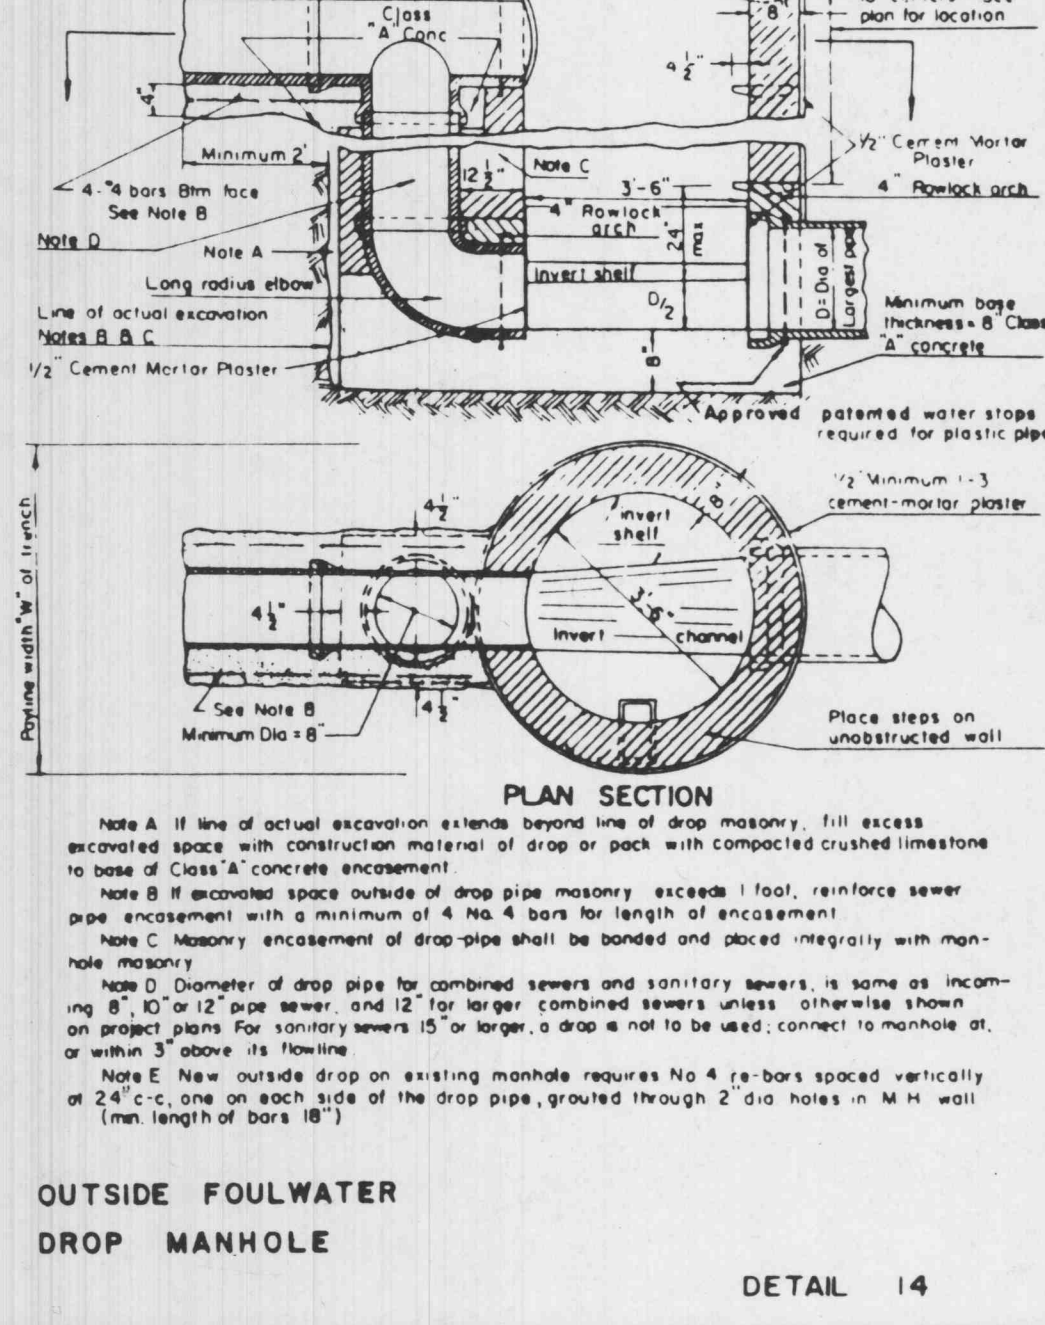 Class
"A" Conc
8"
plan for location
4 1/2"
4"
Minimum 2'
12 1/2"
Note C
3'-6"
1/2" Cement Mortar
Plaster
4" Rowlock arch
4-#4 bars Btm face
See Note B
4" Rowlock
arch
24"
max
Note D
Note A
Long radius elbow
Invert shelf
D/2
D=Dia of
Largest pipe
Line of actual excavation
Notes B & C
Minimum base
thickness = 8" Class
"A" concrete
1/2" Cement Mortar Plaster
8"
Approved patented water stops
required for plastic pipe
1/2" Minimum 1-3
cement-mortar plaster
Payline width "W" of trench
4 1/2"
8"
invert
shelf
4 1/2"
3'-6"
Invert channel
See Note B
4 1/2"
Minimum Dia = 8"
Place steps on
unobstructed wall
PLAN SECTION
Note A If line of actual excavation extends beyond line of drop masonry, fill excess
excavated space with construction material of drop or pack with compacted crushed limestone
to base of Class "A" concrete encasement.
Note B If excavated space outside of drop pipe masonry exceeds 1 foot, reinforce sewer
pipe encasement with a minimum of 4 No. 4 bars for length of encasement
Note C Masonry encasement of drop-pipe shall be bonded and placed integrally with man-
hole masonry
Note D Diameter of drop pipe for combined sewers and sanitary sewers, is same as incom-
ing 8", 10" or 12" pipe sewer, and 12" for larger combined sewers unless otherwise shown
on project plans For sanitary sewers 15" or larger, a drop is not to be used; connect to manhole at,
or within 3" above its flowline
Note E New outside drop on existing manhole requires No 4 re-bars spaced vertically
at 24" c-c, one on each side of the drop pipe, grouted through 2" dia holes in M H wall
(min. length of bars 18")
OUTSIDE FOULWATER
DROP MANHOLE
DETAIL 14